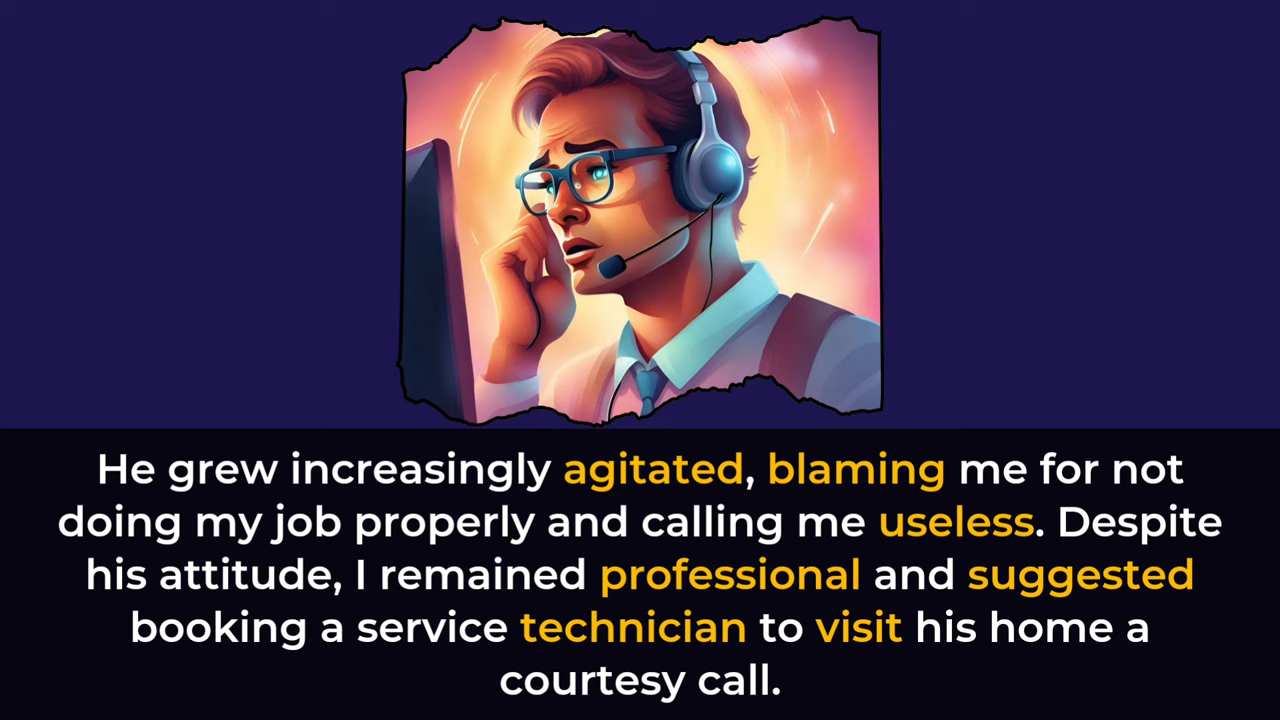 He grew increasingly agitated, blaming me for not
doing my job properly and calling me useless. Despite
his attitude, I remained professional and suggested
booking a service technician to visit his home a
courtesy call.